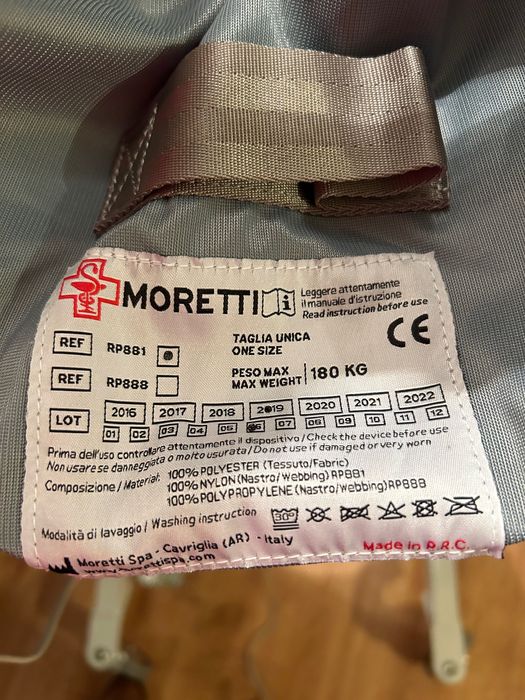 MORETTI
Leggere attentamente
il manuale d'istruzione
Read instruction before use
REF RP881
TAGLIA UNICA
ONE SIZE
CE
REF RP888
PESO MAX
MAX WEIGHT 180 KG
LOT 2016 2017 2018 2019 2020 2021 2022
01 02 03 04 05 06 07 08 09 10 11 12
Prima dell'uso controllare attentamente il dispositivo / Check the device before use
Non usare se danneggiato o molto usurata / Do not use if damaged or very worn
Composizione / Material: 100% POLYESTER (Tessuto/Fabric)
100% NYLON (Nastro/webbing) RP881
100% POLYPROPYLENE (Nastro/webbing) RP888
Modalità di lavaggio / Washing instruction 30°
Moretti Spa - Cavriglia (AR) - Italy
www.morettispa.com
Made in P.R.C